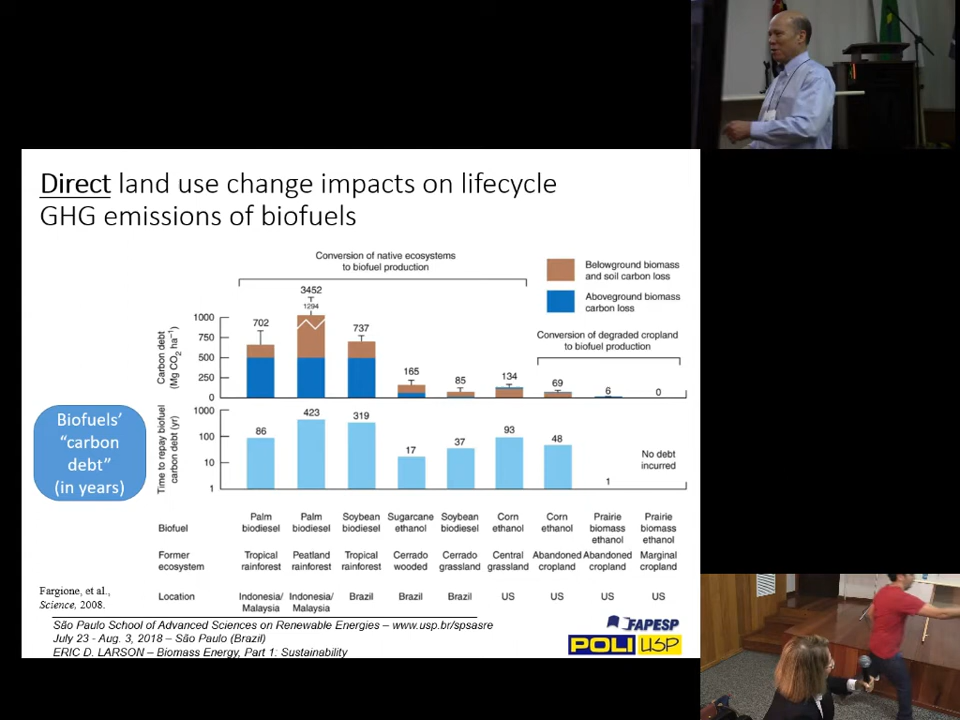 Direct land use change impacts on lifecycle
GHG emissions of biofuels
Conversion of native ecosystems
to biofuel production
Belowground biomass
and soil carbon loss
Aboveground biomass
carbon loss
Conversion of degraded cropland
to biofuel production
Carbon debt
(Mg CO2 ha⁻¹)
1000
750
500
250
0
702
3452
1294
737
165
85
134
69
6
0
Biofuels'
"carbon
debt"
(in years)
Time to repay biofuel
carbon debt (yr)
1000
100
10
1
86
423
319
17
37
93
48
1
No debt
incurred
Biofuel
Palm
biodiesel
Palm
biodiesel
Soybean
biodiesel
Sugarcane
ethanol
Soybean
biodiesel
Corn
ethanol
Corn
ethanol
Prairie
biomass
ethanol
Prairie
biomass
ethanol
Former
ecosystem
Tropical
rainforest
Peatland
rainforest
Tropical
rainforest
Cerrado
wooded
Cerrado
grassland
Central
grassland
Abandoned
cropland
Abandoned
cropland
Marginal
cropland
Location
Indonesia/
Malaysia
Indonesia/
Malaysia
Brazil
Brazil
Brazil
US
US
US
US
Fargione, et al.,
Science, 2008.
São Paulo School of Advanced Sciences on Renewable Energies – www.usp.br/spsasre
July 23 - Aug. 3, 2018 – São Paulo (Brazil)
ERIC D. LARSON – Biomass Energy, Part 1: Sustainability
FAPESP
POLI USP